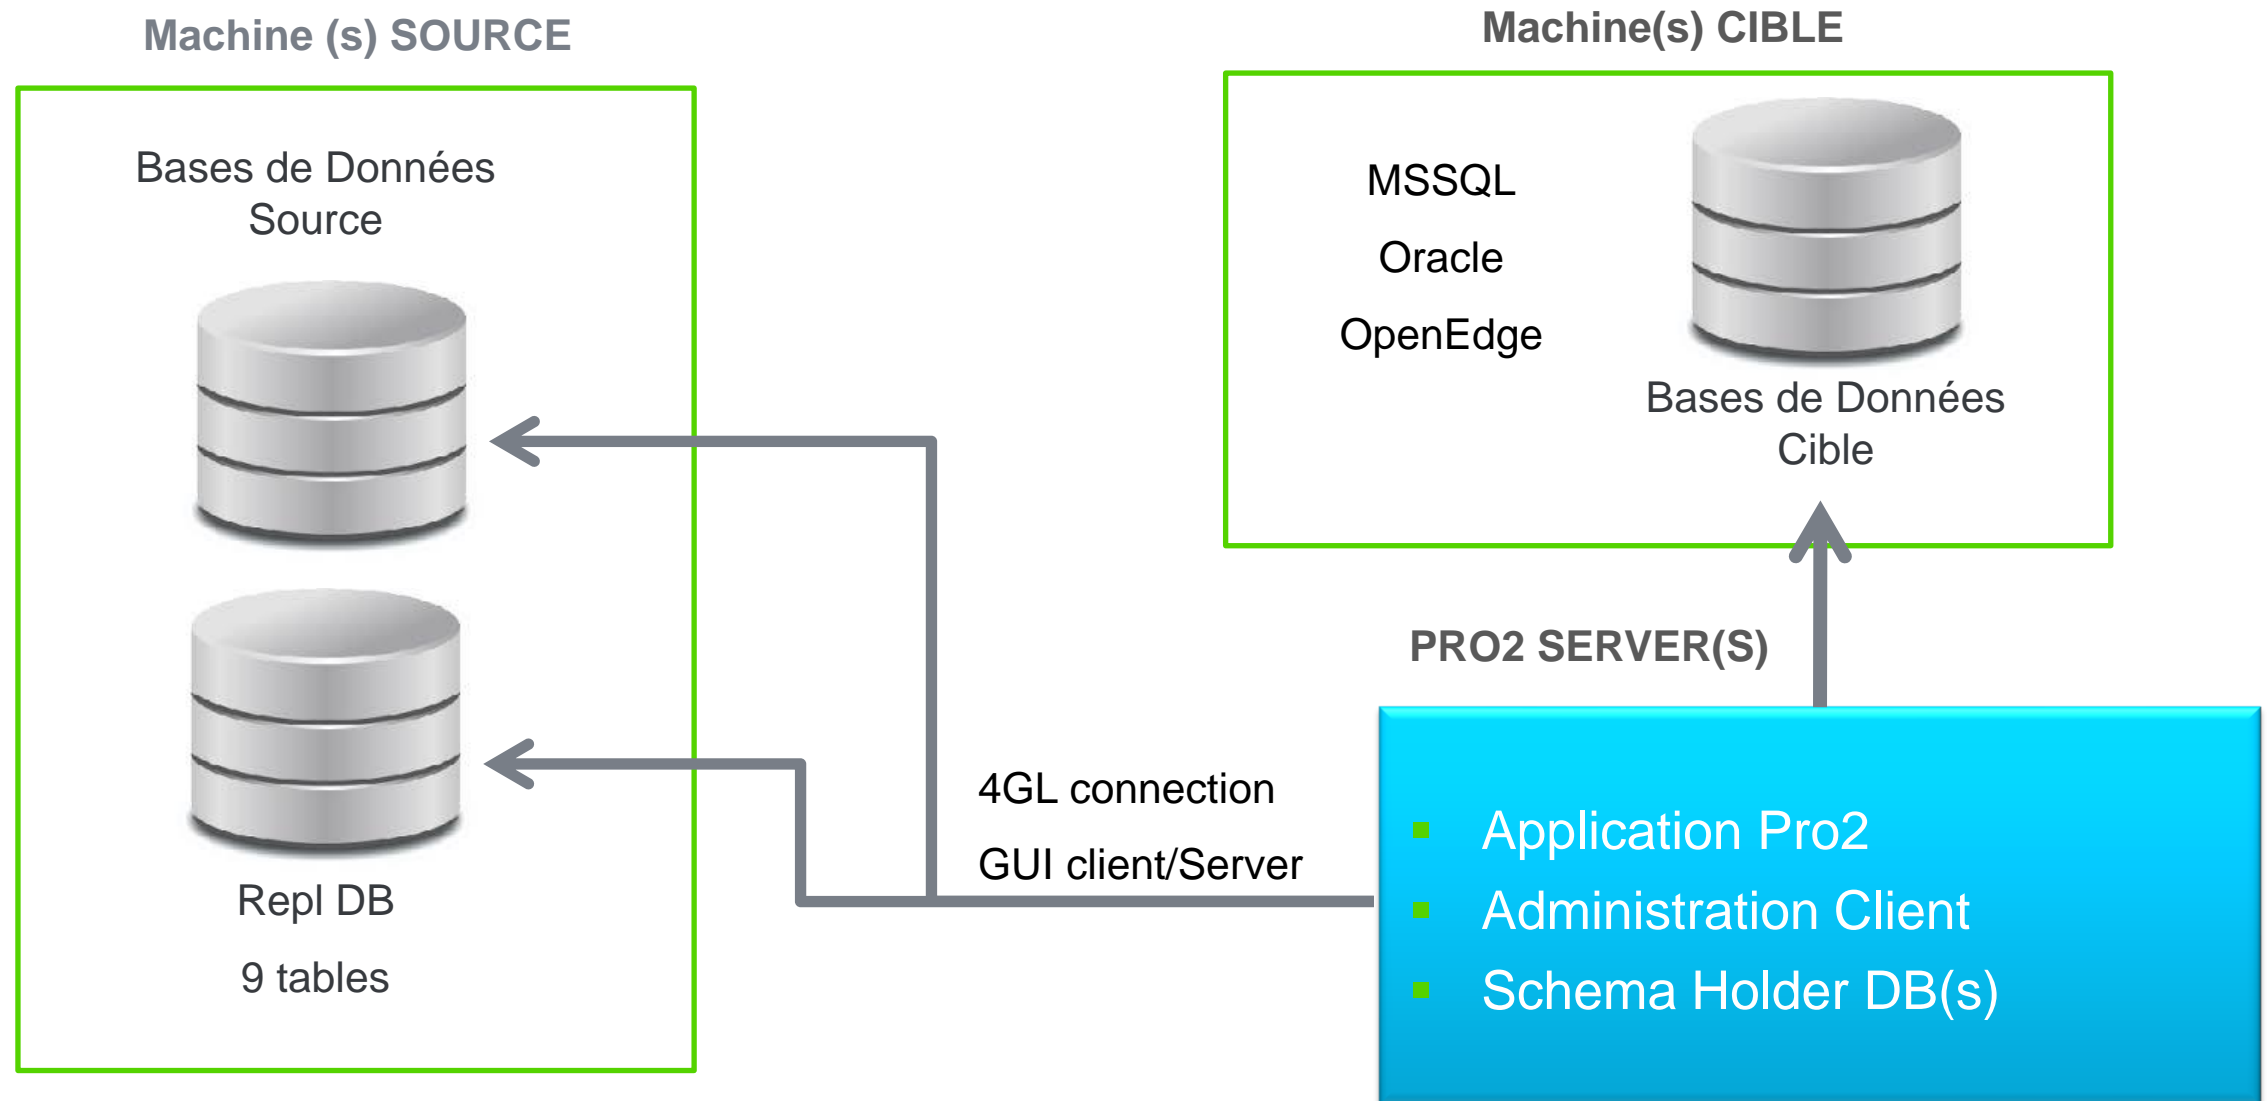 Machine (s) SOURCE
Bases de Données
Source
Repl DB
9 tables
4GL connection
GUI client/Server
Machine(s) CIBLE
MSSQL
Oracle
OpenEdge
Bases de Données
Cible
PRO2 SERVER(S)
Application Pro2
Administration Client
Schema Holder DB(s)